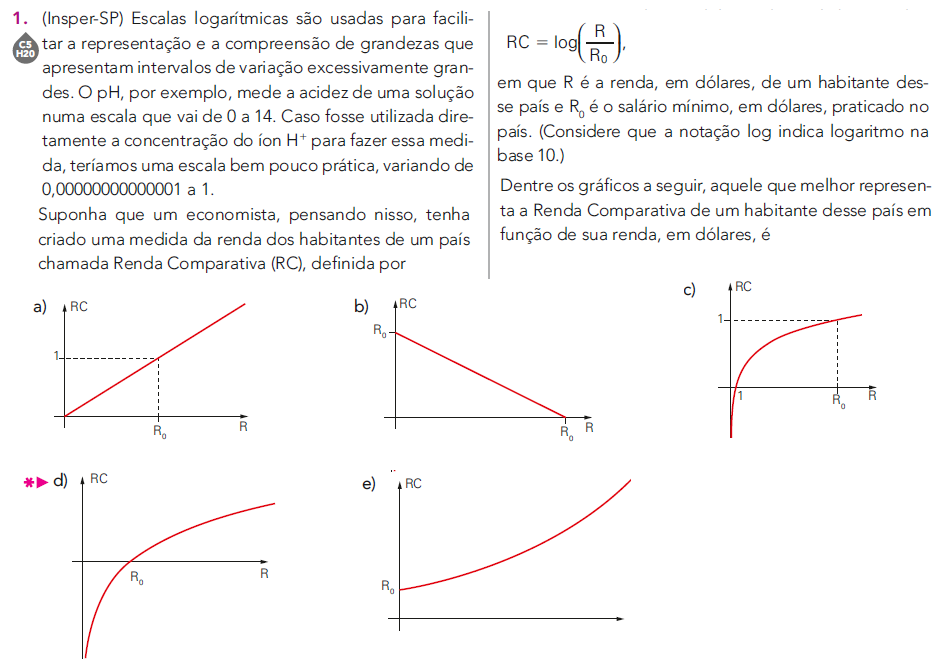 1. (Insper-SP) Escalas logarítmicas são usadas para facili-
C5
H20
tar a representação e a compreensão de grandezas que
apresentam intervalos de variação excessivamente gran-
des. O pH, por exemplo, mede a acidez de uma solução
numa escala que vai de 0 a 14. Caso fosse utilizada dire-
tamente a concentração do íon H⁺ para fazer essa medi-
da, teríamos uma escala bem pouco prática, variando de
0,00000000000001 a 1.
Suponha que um economista, pensando nisso, tenha
criado uma medida da renda dos habitantes de um país
chamada Renda Comparativa (RC), definida por
RC = log(R/R₀),
em que R é a renda, em dólares, de um habitante des-
se país e R₀ é o salário mínimo, em dólares, praticado no
país. (Considere que a notação log indica logaritmo na
base 10.)
Dentre os gráficos a seguir, aquele que melhor represen-
ta a Renda Comparativa de um habitante desse país em
função de sua renda, em dólares, é
a)
RC
1
R₀
R
b)
RC
R₀
R₀
R
c)
RC
1
1
R₀
R
*▶ d)
RC
R₀
R
e)
RC
R₀